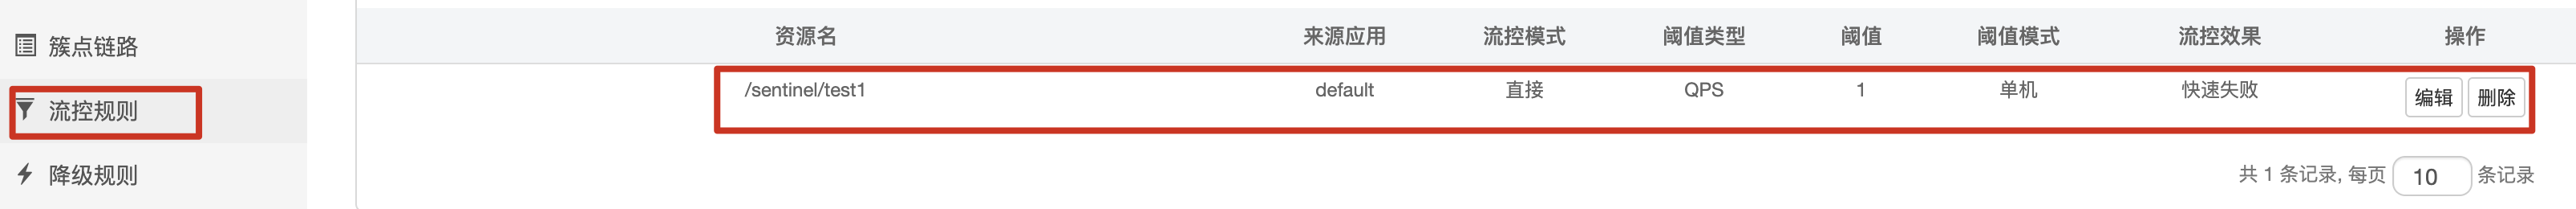 簇点链路
流控规则
降级规则
资源名 来源应用 流控模式 阈值类型 阈值 阈值模式 流控效果 操作
/sentinel/test1 default 直接 QPS 1 单机 快速失败 编辑 删除
共 1 条记录, 每页 10 条记录